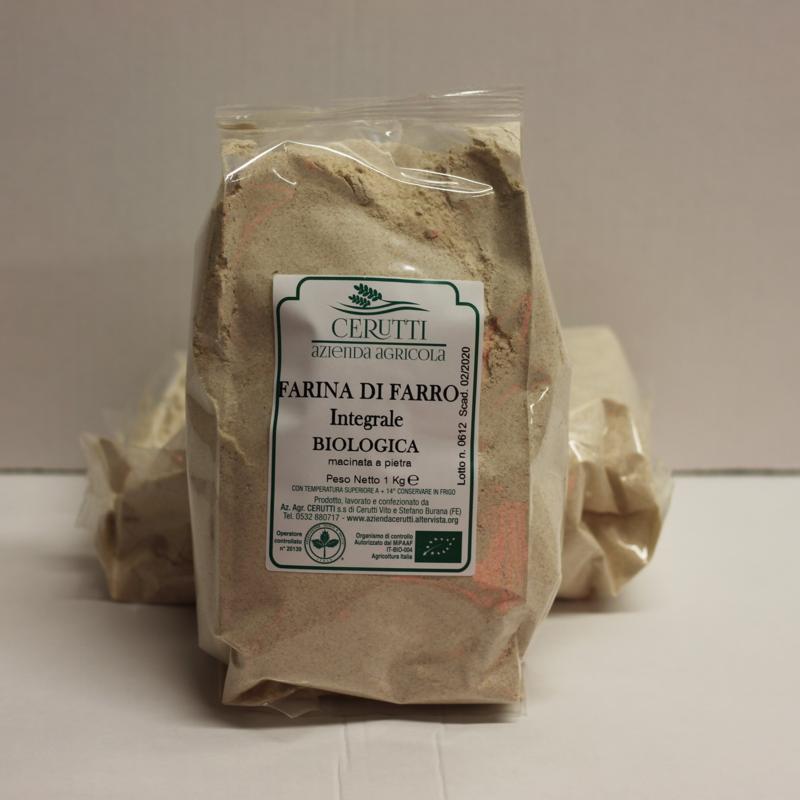 CERUTTI
AZIENDA AGRICOLA
FARINA DI FARRO
Integrale
BIOLOGICA
macinata a pietra
Peso Netto 1 Kg ℮
CON TEMPERATURA SUPERIORE A + 14° CONSERVARE IN FRIGO
Prodotto, lavorato e confezionato da
Az. Agr. CERUTTI s.s di Cerutti Vito e Stefano Burana (FE)
Tel. 0532 880717 - www.aziendacerutti.altervista.org
Operatore
controllato
n° 20139
Organismo di controllo
Autorizzato dal MiPAAF
IT-BIO-004
Agricoltura Italia
Lotto n. 0612 Scad. 02/2020